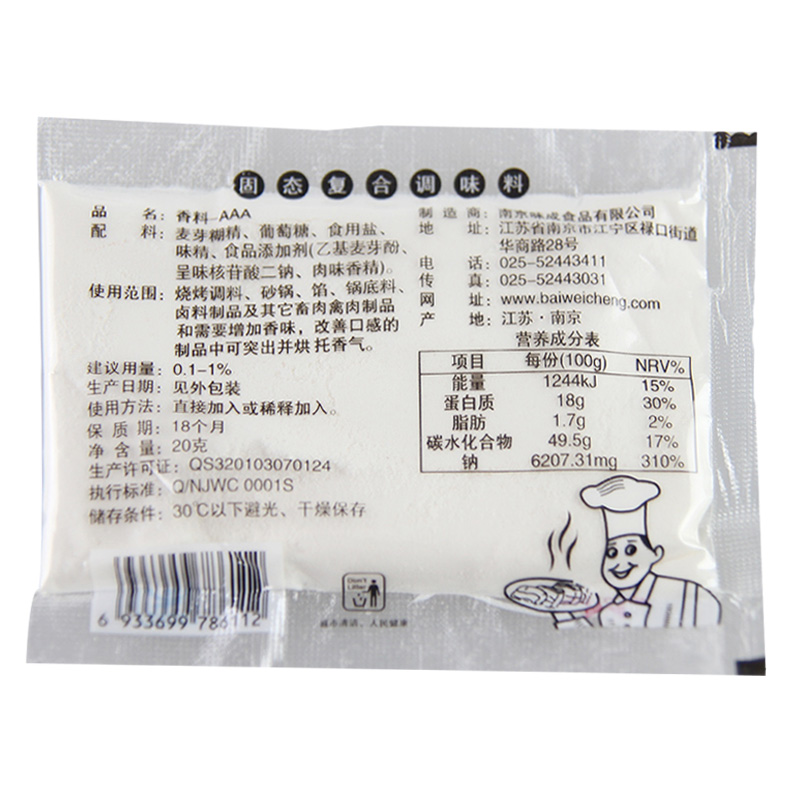 固态复合调味料
品 名：香料-AAA
配 料：麦芽糊精、葡萄糖、食用盐、
味精、食品添加剂(乙基麦芽酚、
呈味核苷酸二钠、肉味香精)。
使用范围：烧烤调料、砂锅、馅、锅底料、
卤料制品及其它畜肉禽肉制品
和需要增加香味，改善口感的
制品中可突出并烘托香气。
建议用量：0.1-1%
生产日期：见外包装
使用方法：直接加入或稀释加入。
保 质 期：18个月
净 含 量：20克
生产许可证：QS320103070124
执行标准：Q/NJWC 0001S
储存条件：30℃以下避光、干燥保存
制 造 商：南京味成食品有限公司
地 址：江苏省南京市江宁区禄口街道
华商路28号
电 话：025-52443411
传 真：025-52443031
网 址：www.baiweicheng.com
产 地：江苏·南京
营养成分表
项目 每份(100g) NRV%
能量 1244kJ 15%
蛋白质 18g 30%
脂肪 1.7g 2%
碳水化合物 49.5g 17%
钠 6207.31mg 310%
6 933699 786112
Don't
Litter
城市清洁、人民健康